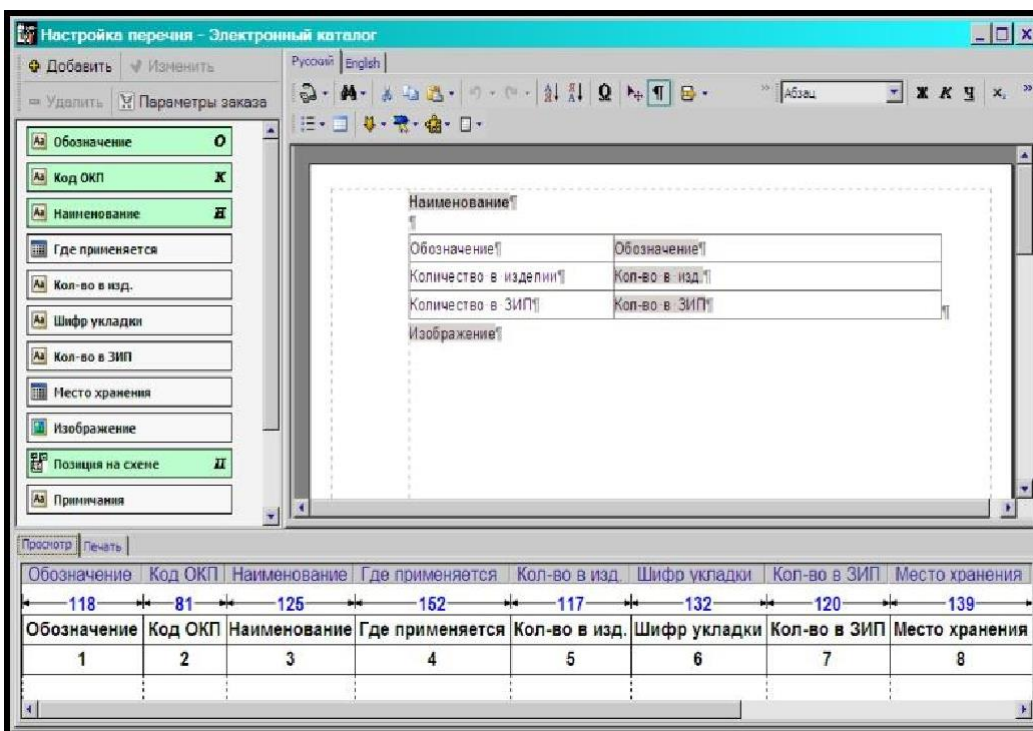 Настройка перечня - Электронный каталог
Добавить Изменить
Удалить Параметры заказа
Обозначение О
Код ОКП К
Наименование Н
Где применяется
Кол-во в изд.
Шифр укладки
Кол-во в ЗИП
Место хранения
Изображение
Позиция на схеме П
Примичания
Русский English
Абзац Ж К Ч x,
Наименование¶
¶
Обозначение¶ Обозначение¶
Количество в изделии¶ Кол-во в изд.¶
Количество в ЗИП¶ Кол-во в ЗИП¶
¶
Изображение¶
Просмотр Печать
Обозначение Код ОКП Наименование Где применяется Кол-во в изд. Шифр укладки Кол-во в ЗИП Место хранения
118 81 125 152 117 132 120 139
Обозначение Код ОКП Наименование Где применяется Кол-во в изд. Шифр укладки Кол-во в ЗИП Место хранения
1 2 3 4 5 6 7 8